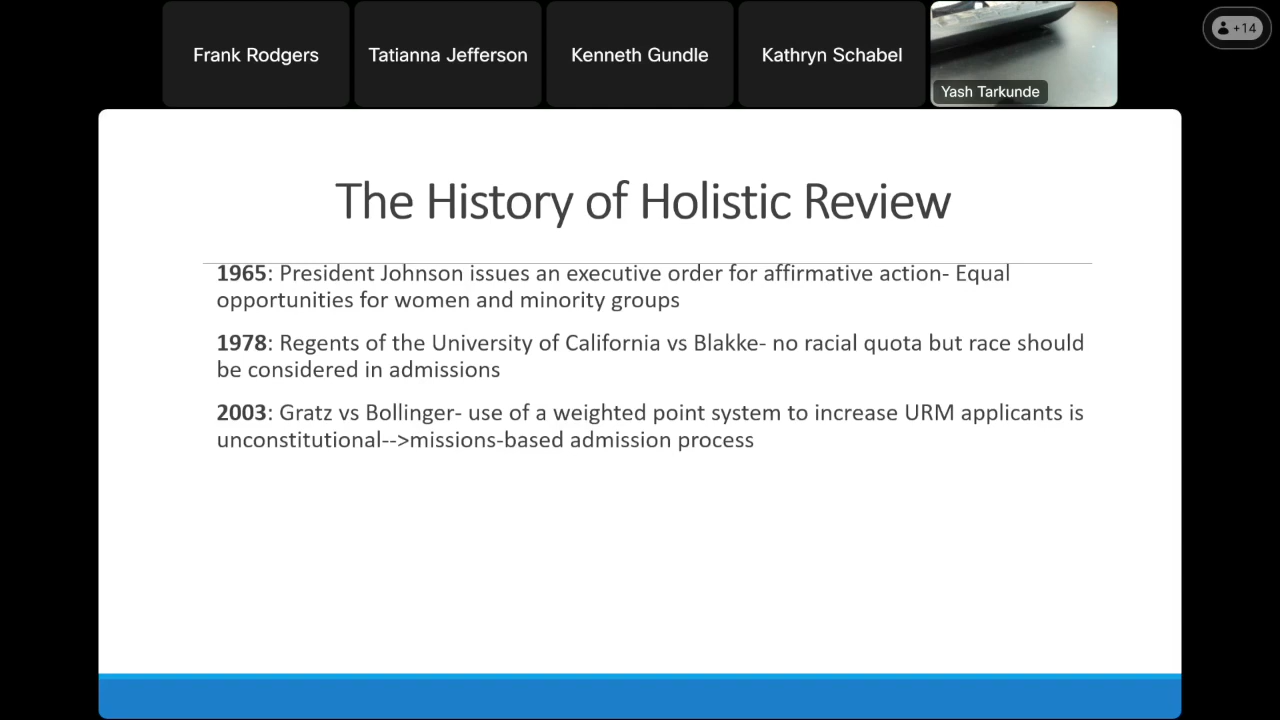 Frank Rodgers
Tatianna Jefferson
Kenneth Gundle
Kathryn Schabel
Yash Tarkunde
+14
The History of Holistic Review
1965: President Johnson issues an executive order for affirmative action- Equal
opportunities for women and minority groups
1978: Regents of the University of California vs Blakke- no racial quota but race should
be considered in admissions
2003: Gratz vs Bollinger- use of a weighted point system to increase URM applicants is
unconstitutional-->missions-based admission process